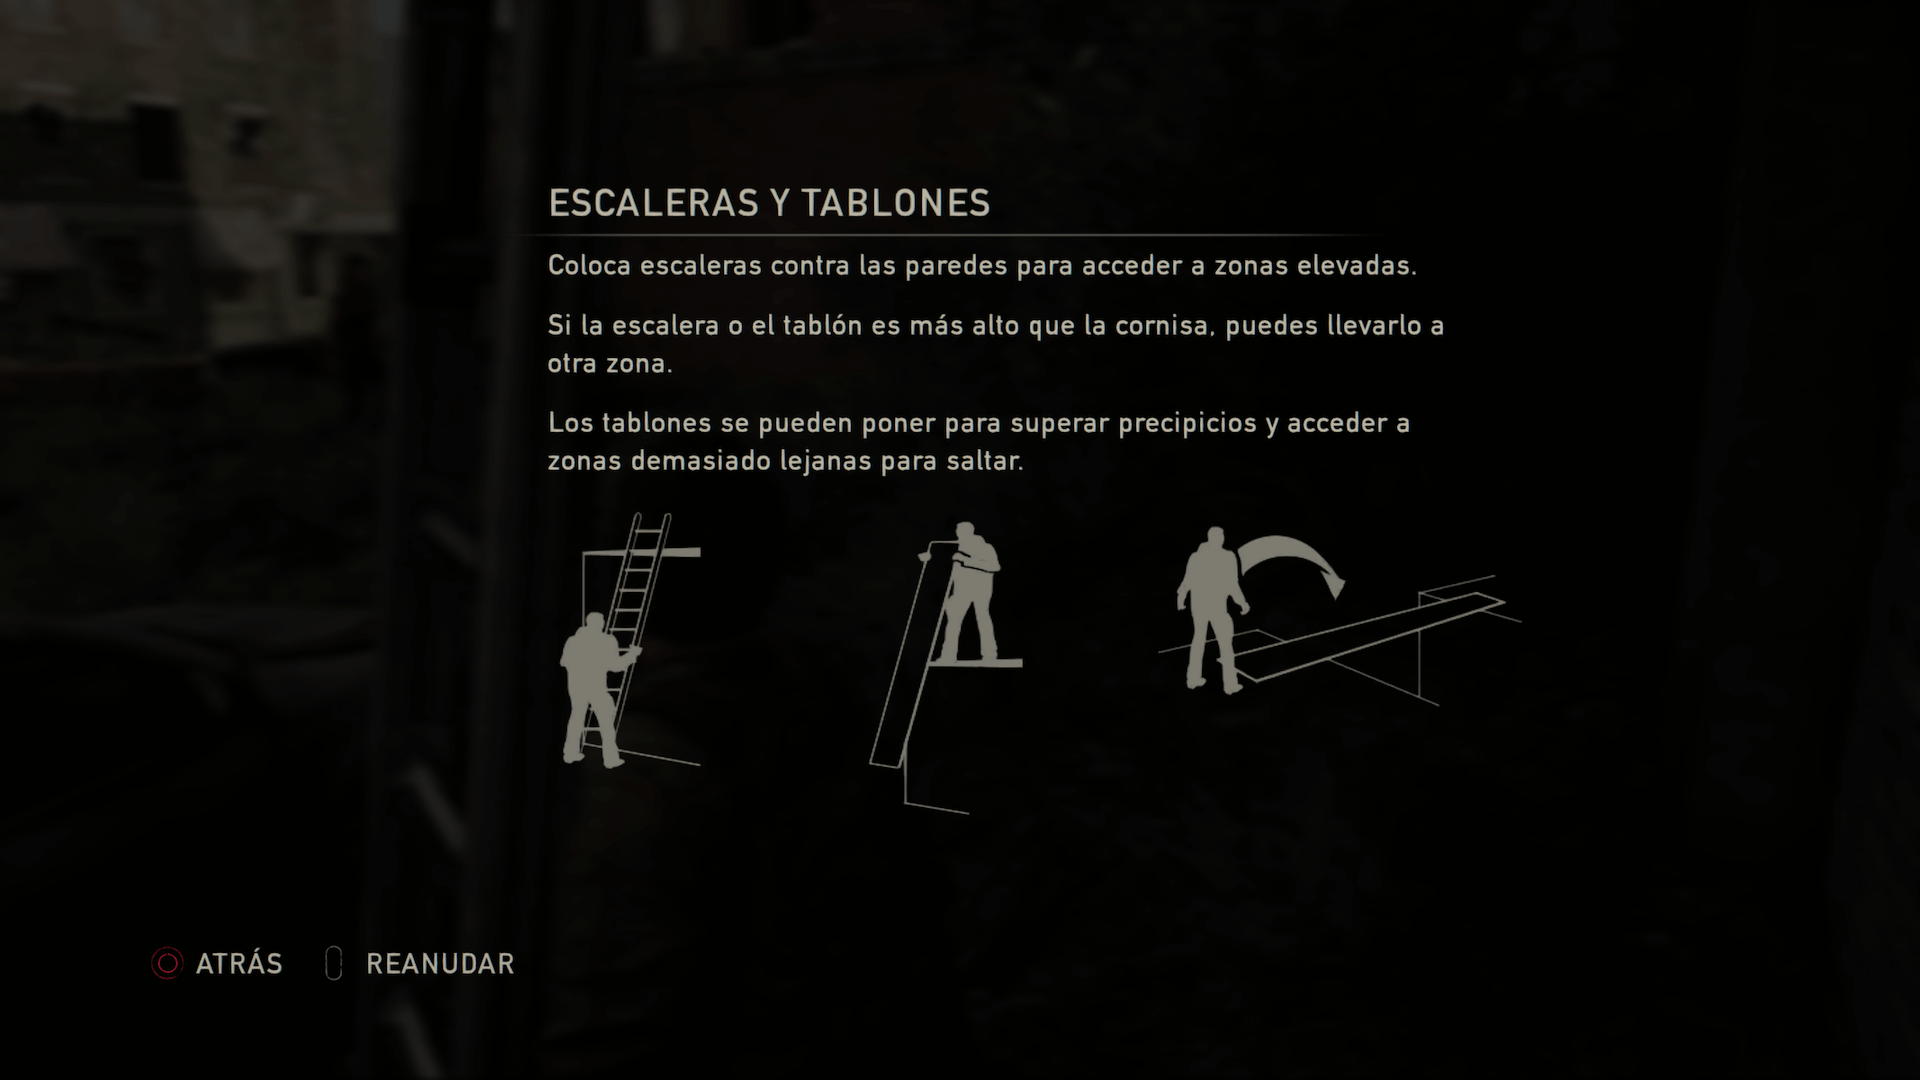 ESCALERAS Y TABLONES
Coloca escaleras contra las paredes para acceder a zonas elevadas.
Si la escalera o el tablón es más alto que la cornisa, puedes llevarlo a
otra zona.
Los tablones se pueden poner para superar precipicios y acceder a
zonas demasiado lejanas para saltar.
ATRÁS REANUDAR